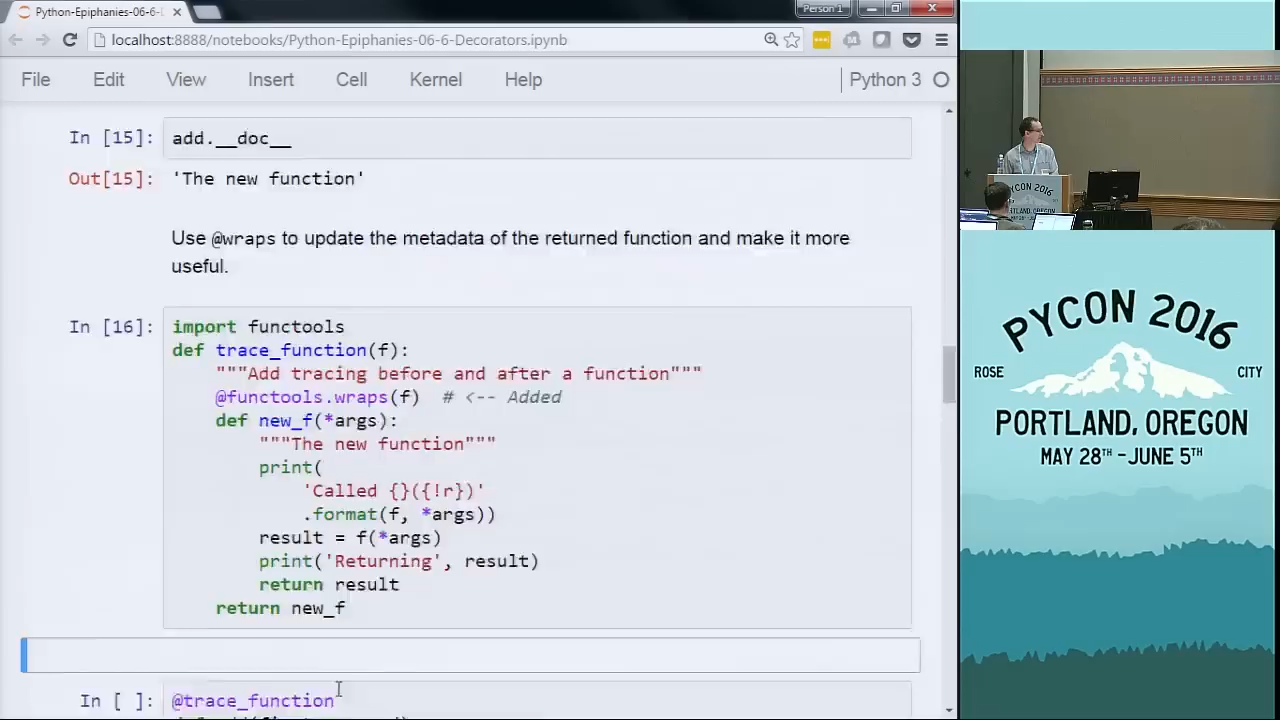 Python-Epiphanies-06-6-
Person 1
localhost:8888/notebooks/Python-Epiphanies-06-6-Decorators.ipynb
File Edit View Insert Cell Kernel Help Python 3
In [15]: add.__doc__
Out[15]: 'The new function'
Use @wraps to update the metadata of the returned function and make it more
useful.
In [16]: import functools
def trace_function(f):
"""Add tracing before and after a function"""
@functools.wraps(f) # <-- Added
def new_f(*args):
"""The new function"""
print(
'Called {}({!r})'
.format(f, *args))
result = f(*args)
print('Returning', result)
return result
return new_f
In [ ]: @trace_function
PYCON 2016
PORTLAND, OREGON
PYCON 2016
ROSE CITY
PORTLAND, OREGON
MAY 28TH - JUNE 5TH